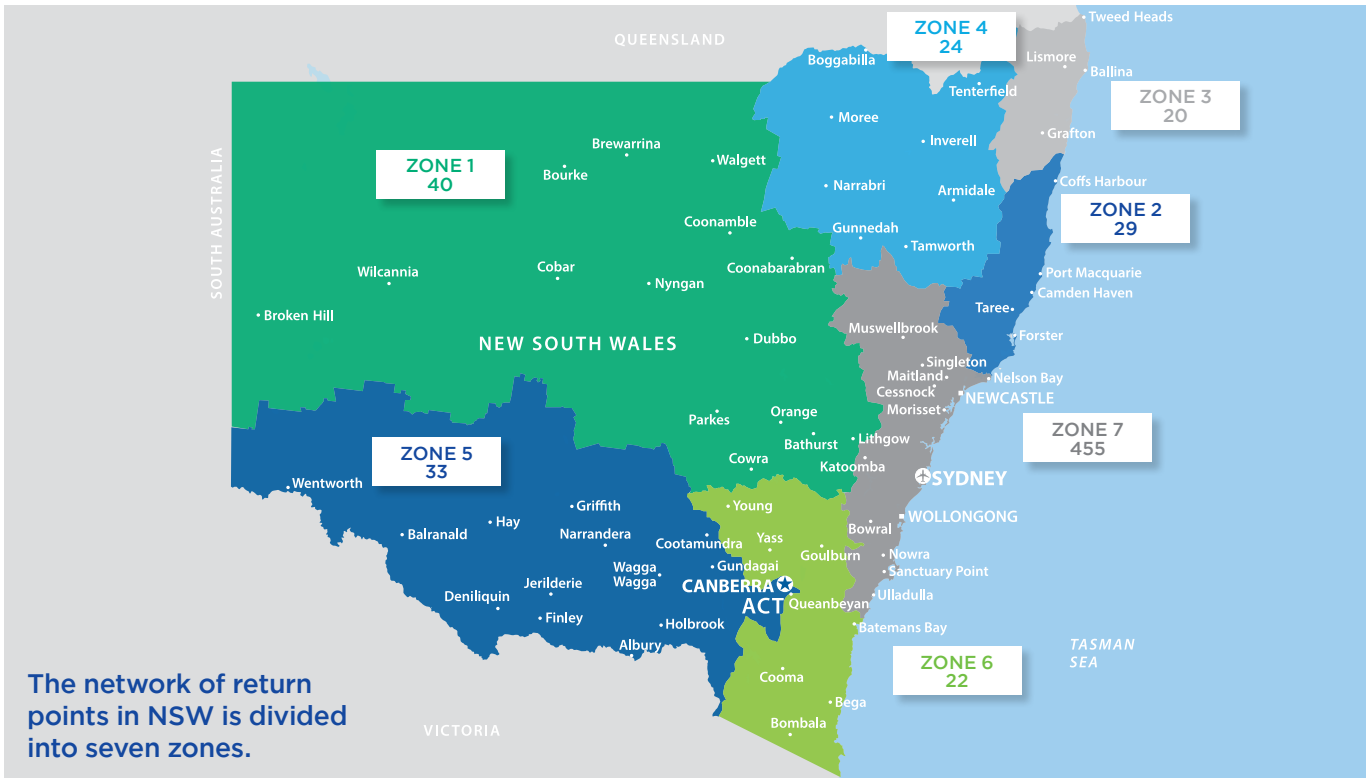 QUEENSLAND
Tweed Heads
ZONE 4
24
Boggabilla
Lismore
Ballina
Tenterfield
ZONE 3
20
Moree
Inverell
Grafton
Brewarrina
Walgett
ZONE 1
40
Bourke
Narrabri
Armidale
Coffs Harbour
ZONE 2
29
SOUTH AUSTRALIA
Coonamble
Gunnedah
Tamworth
Wilcannia
Cobar
Coonabarabran
Nyngan
Port Macquarie
Camden Haven
Taree
Broken Hill
NEW SOUTH WALES
Dubbo
Muswellbrook
Forster
Singleton
Maitland
Nelson Bay
Cessnock
NEWCASTLE
Morisset
Parkes
Orange
Bathurst
Lithgow
ZONE 7
455
Cowra
Katoomba
ZONE 5
33
SYDNEY
Wentworth
Griffith
Young
Hay
Balranald
Narrandera
Cootamundra
Yass
Goulburn
Bowral
WOLLONGONG
Nowra
Sanctuary Point
Wagga
Wagga
Gundagai
CANBERRA
ACT
Queanbeyan
Ulladulla
Jerilderie
Deniliquin
Finley
Holbrook
Albury
Batemans Bay
TASMAN
SEA
ZONE 6
22
Cooma
Bega
Bombala
The network of return
points in NSW is divided
into seven zones.
VICTORIA